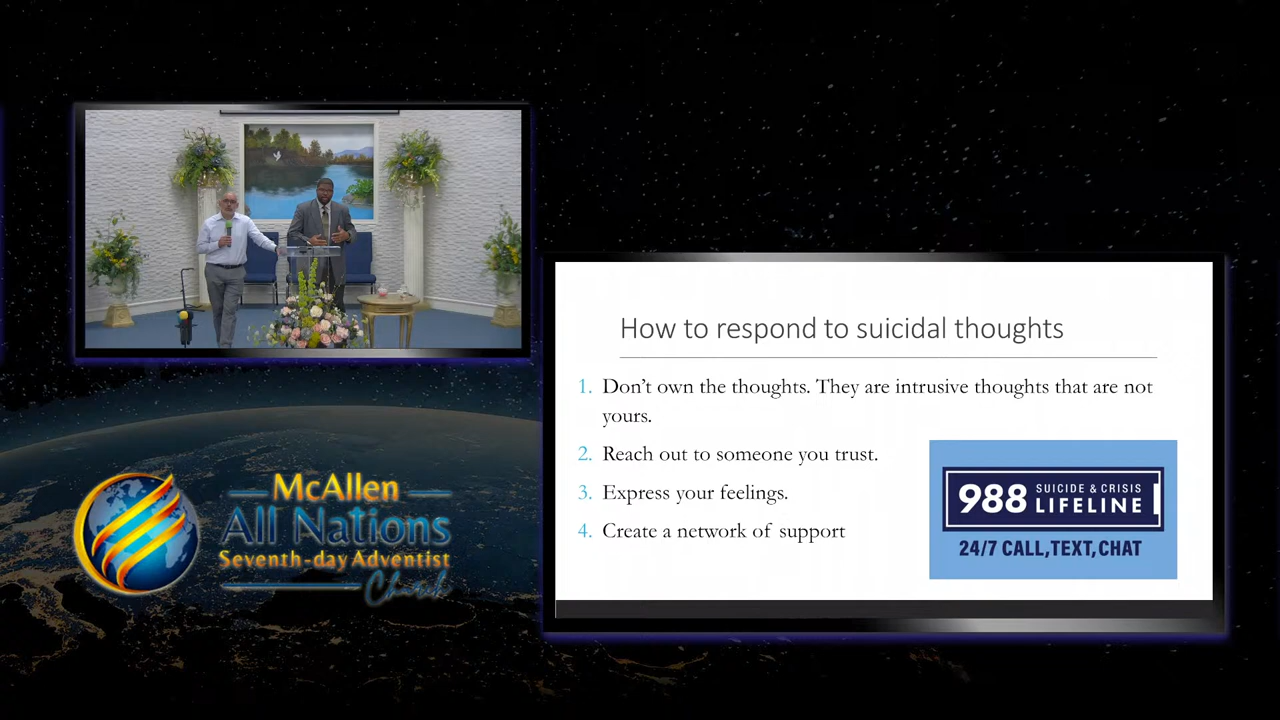 How to respond to suicidal thoughts
1. Don't own the thoughts. They are intrusive thoughts that are not
yours.
2. Reach out to someone you trust.
3. Express your feelings.
4. Create a network of support
988 SUICIDE & CRISIS
LIFELINE
24/7 CALL,TEXT,CHAT
McAllen
All Nations
Seventh-day Adventist
Church